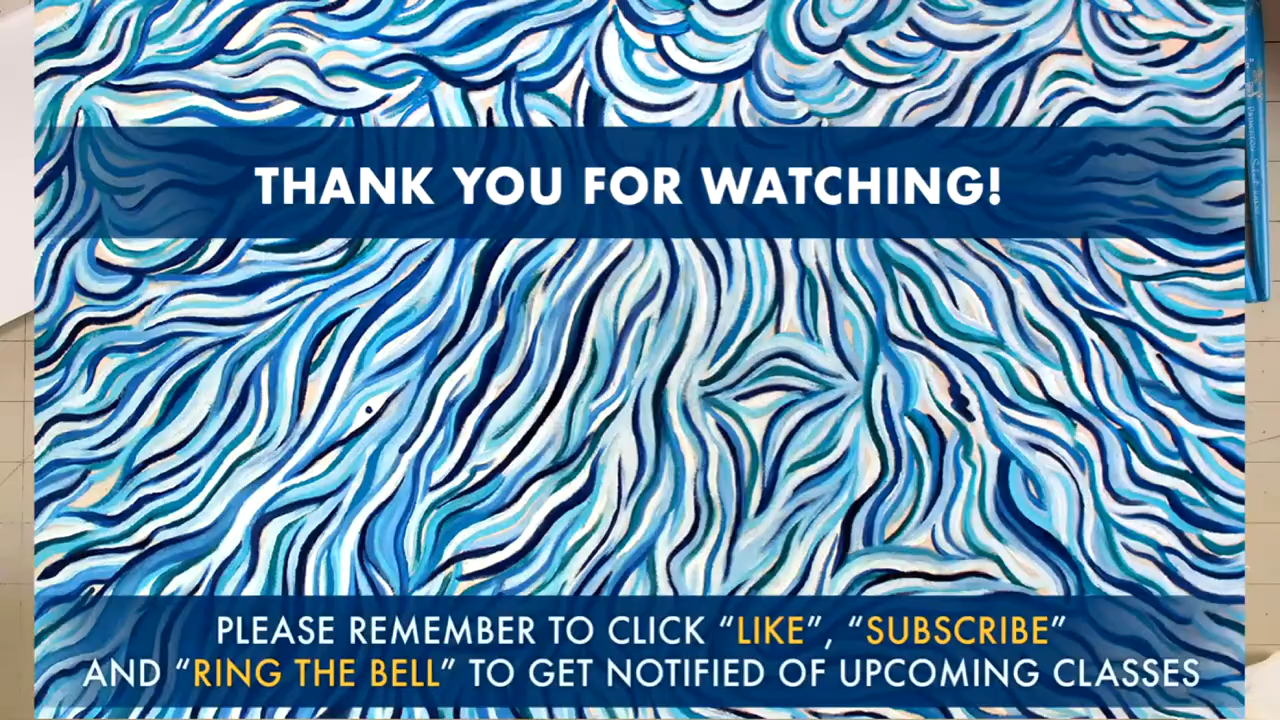 THANK YOU FOR WATCHING!
PLEASE REMEMBER TO CLICK “LIKE”, “SUBSCRIBE”
AND “RING THE BELL” TO GET NOTIFIED OF UPCOMING CLASSES